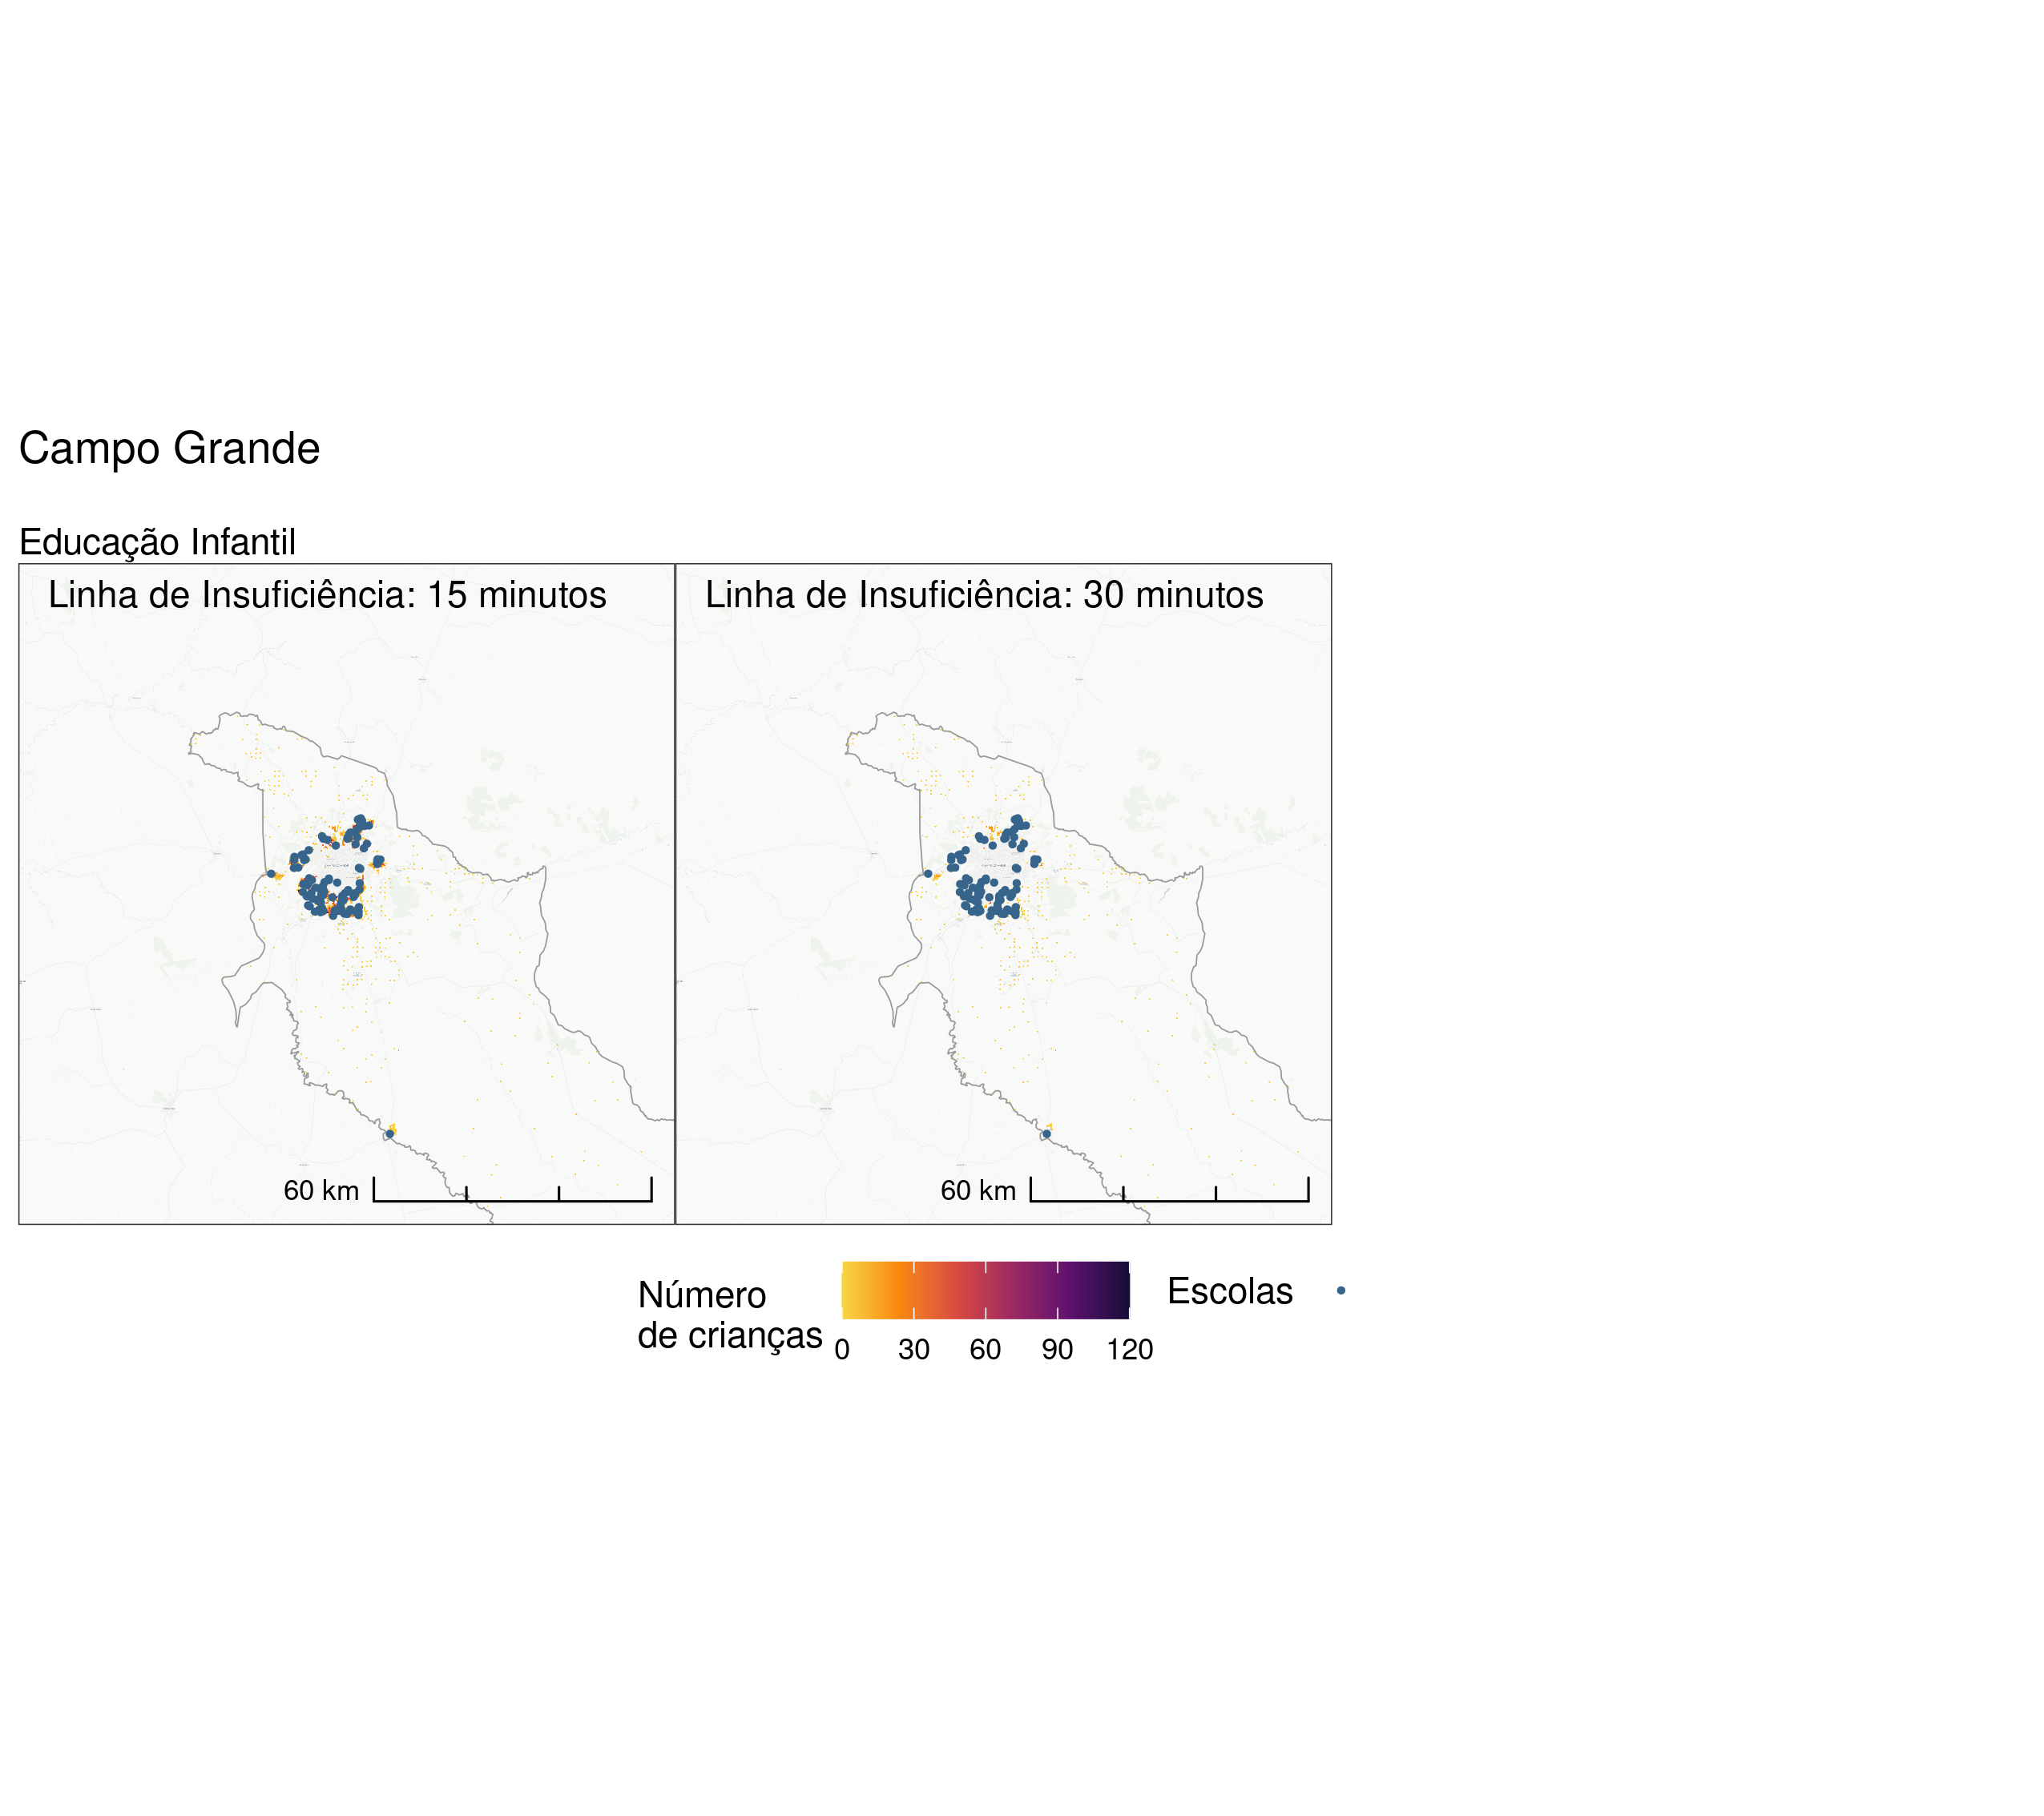 Campo Grande
Educação Infantil
Linha de Insuficiência: 15 minutos
Linha de Insuficiência: 30 minutos
60 km
60 km
Número
de crianças
0 30 60 90 120
Escolas